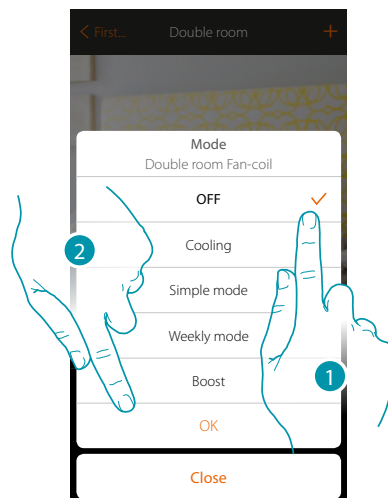 First...
Double room
+
Mode
Double room Fan-coil
OFF
Cooling
2
Simple mode
Weekly mode
Boost
1
OK
Close